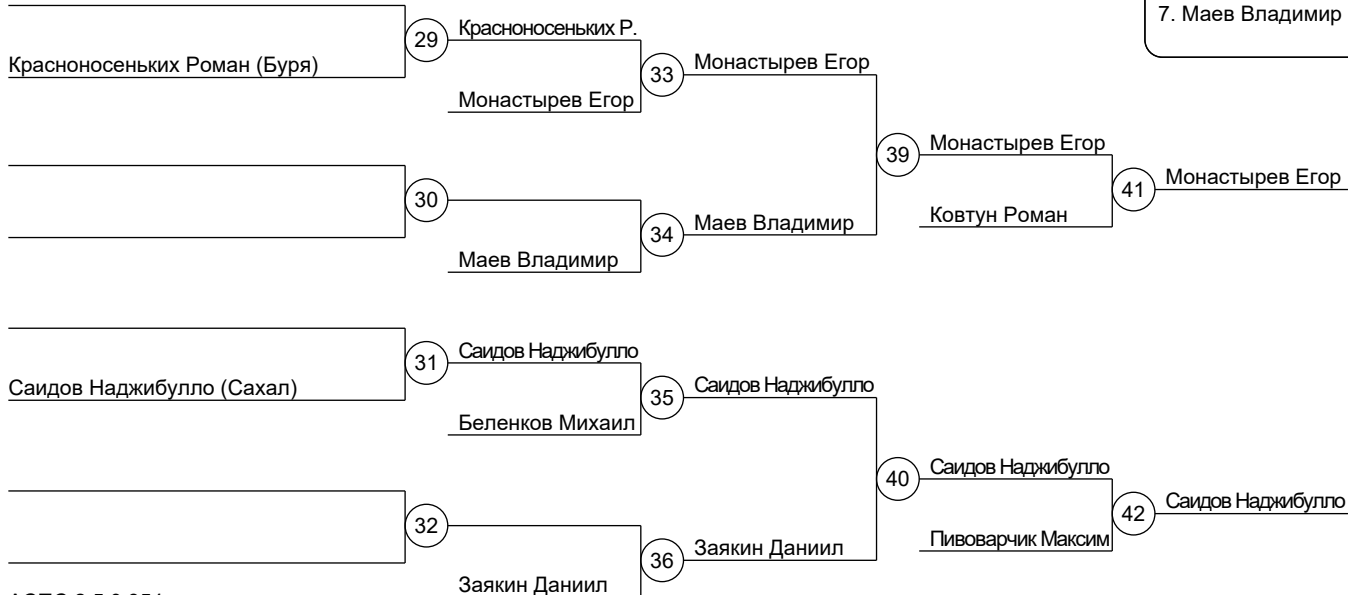 7. Маев Владимир
29
Красноносеньких Р.
Красноносеньких Роман (Буря)
33
Монастырев Егор
Монастырев Егор
39
Монастырев Егор
41
Монастырев Егор
30
34
Маев Владимир
Ковтун Роман
Маев Владимир
31
Саидов Наджибулло
Саидов Наджибулло (Сахал)
35
Саидов Наджибулло
Беленков Михаил
40
Саидов Наджибулло
42
Саидов Наджибулло
32
Пивоварчик Максим
36
Заякин Даниил
Заякин Даниил